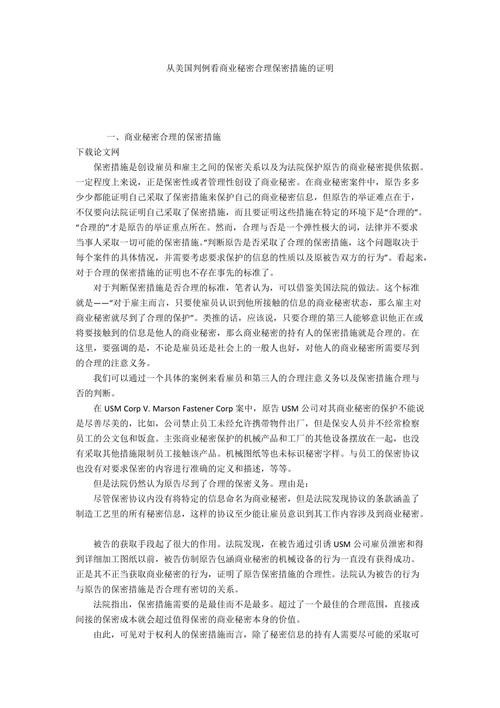 从美国判例看商业秘密合理保密措施的证明
一、商业秘密合理的保密措施
下载论文网
保密措施是创设雇员和雇主之间的保密关系以及为法院保护原告的商业秘密提供依据。
一定程度上来说，正是保密性或者管理性创设了商业秘密。在商业秘密案件中，原告多多
少少都能证明自己采取了保密措施来保护自己的商业秘密信息，但原告的举证难点在于，
不仅要向法院证明自己采取了保密措施，而且要证明这些措施在特定的环境下是“合理的”。
“合理的”才是原告的举证重点所在。然而，合理与否是一个弹性极大的词，法律并不要求
当事人采取一切可能的保密措施。“判断原告是否采取了合理的保密措施，这个问题取决于
每个案件的具体情况，并需要考虑要求保护的信息的性质以及原被告双方的行为”。看起来，
对于合理的保密措施的证明也不存在事先的标准了。
对于判断保密措施是否合理的标准，笔者认为，可以借鉴美国法院的做法。这个标准
就是——“对于雇主而言，只要使雇员认识到他所接触的信息的商业秘密状态，那么雇主对
商业秘密就尽到了合理的保护”。类推的话，应该说，只要合理的第三人能够意识他正在或
将要接触到的信息是他人的商业秘密，那么商业秘密的持有人的保密措施就是合理的。在
这里，要强调的是，不论是雇员还是社会上的一般人也好，对他人的商业秘密所需要尽到
的合理的注意义务。
我们可以通过一个具体的案例来看雇员和第三人的合理注意义务以及保密措施合理与
否的判断。
在 USM Corp V. Marson Fastener Corp 案中，原告 USM 公司对其商业秘密的保护不能说
是尽善尽美的，比如，公司禁止员工未经允许携带物件出厂，但是保安人员并不经常检察
员工的公文包和饭盒。主张商业秘密保护的机械产品和工厂的其他设备摆放在一起，也没
有采取其他措施限制员工接触该产品。机械图纸等也未标识秘密字样。与员工的保密协议
也没有对要求保密的内容进行准确的定义和描述，等等。
但是法院仍然认为原告尽到了合理的保密义务。理由是：
尽管保密协议内没有将特定的信息命名为商业秘密，但是法院发现协议的条款涵盖了
制造工艺里的所有秘密信息，这样的协议至少能让雇员意识到其工作内容涉及到商业秘密。
被告的获取手段起了很大的作用。法院发现，在被告通过引诱 USM 公司雇员泄密和得
到详细加工图纸以前，被告仿制原告包涵商业秘密的机械设备的行为一直没有获得成功。
正是其不正当获取商业秘密的行为，证明了原告保密措施的合理性。法院认为被告的行为
与原告的保密措施是否合理有密切的关系。
法院指出，保密措施需要的是最佳而不是最多。超过了一个最佳的合理范围，直接或
间接的保密成本就会超过值得保密的商业秘密本身的价值。
由此，可见对于权利人的保密措施而言，除了秘密信息的持有人需要尽可能的采取可